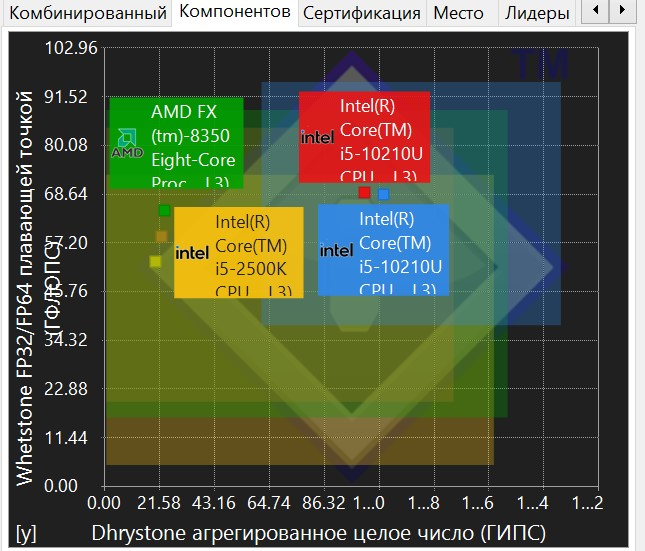 Комбинированный Компонентов Сертификация Место Лидеры
TM
102.96
91.52
80.08
68.64
57.20
45.76
34.32
22.88
11.44
0.00
Whetstone FP32/FP64 плавающей точкой
(ГФЛОПС)
AMD FX
(tm)-8350
Eight-Core
Proc...L3)
AMD
Intel(R)
Core(TM)
i5-10210U
CPU...L3)
intel
Intel(R)
Core(TM)
i5-2500K
CPU...L3)
intel
Intel(R)
Core(TM)
i5-10210U
CPU...L3)
intel
0.00 21.58 43.16 64.74 86.32 1...0 1...8 1...6 1...4 1...2
[y] Dhrystone агрегированное целое число (ГИПС)